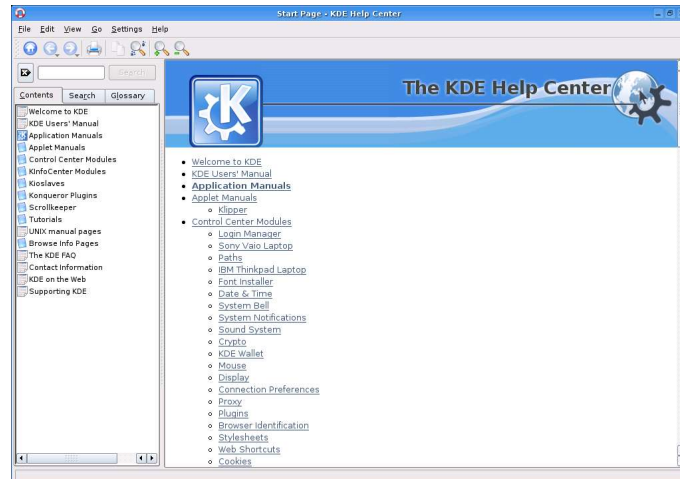 Start Page - KDE Help Center
File Edit View Go Settings Help
Search
Contents Search Glossary
Welcome to KDE
KDE Users' Manual
Application Manuals
Applet Manuals
Control Center Modules
KInfoCenter Modules
Kioslaves
Konqueror Plugins
Scrollkeeper
Tutorials
UNIX manual pages
Browse Info Pages
The KDE FAQ
Contact Information
KDE on the Web
Supporting KDE
The KDE Help Center
Welcome to KDE
KDE Users' Manual
Application Manuals
Applet Manuals
Klipper
Control Center Modules
Login Manager
Sony Vaio Laptop
Paths
IBM Thinkpad Laptop
Font Installer
Date & Time
System Bell
System Notifications
Sound System
Crypto
KDE Wallet
Mouse
Display
Connection Preferences
Proxy
Plugins
Browser Identification
Stylesheets
Web Shortcuts
Cookies